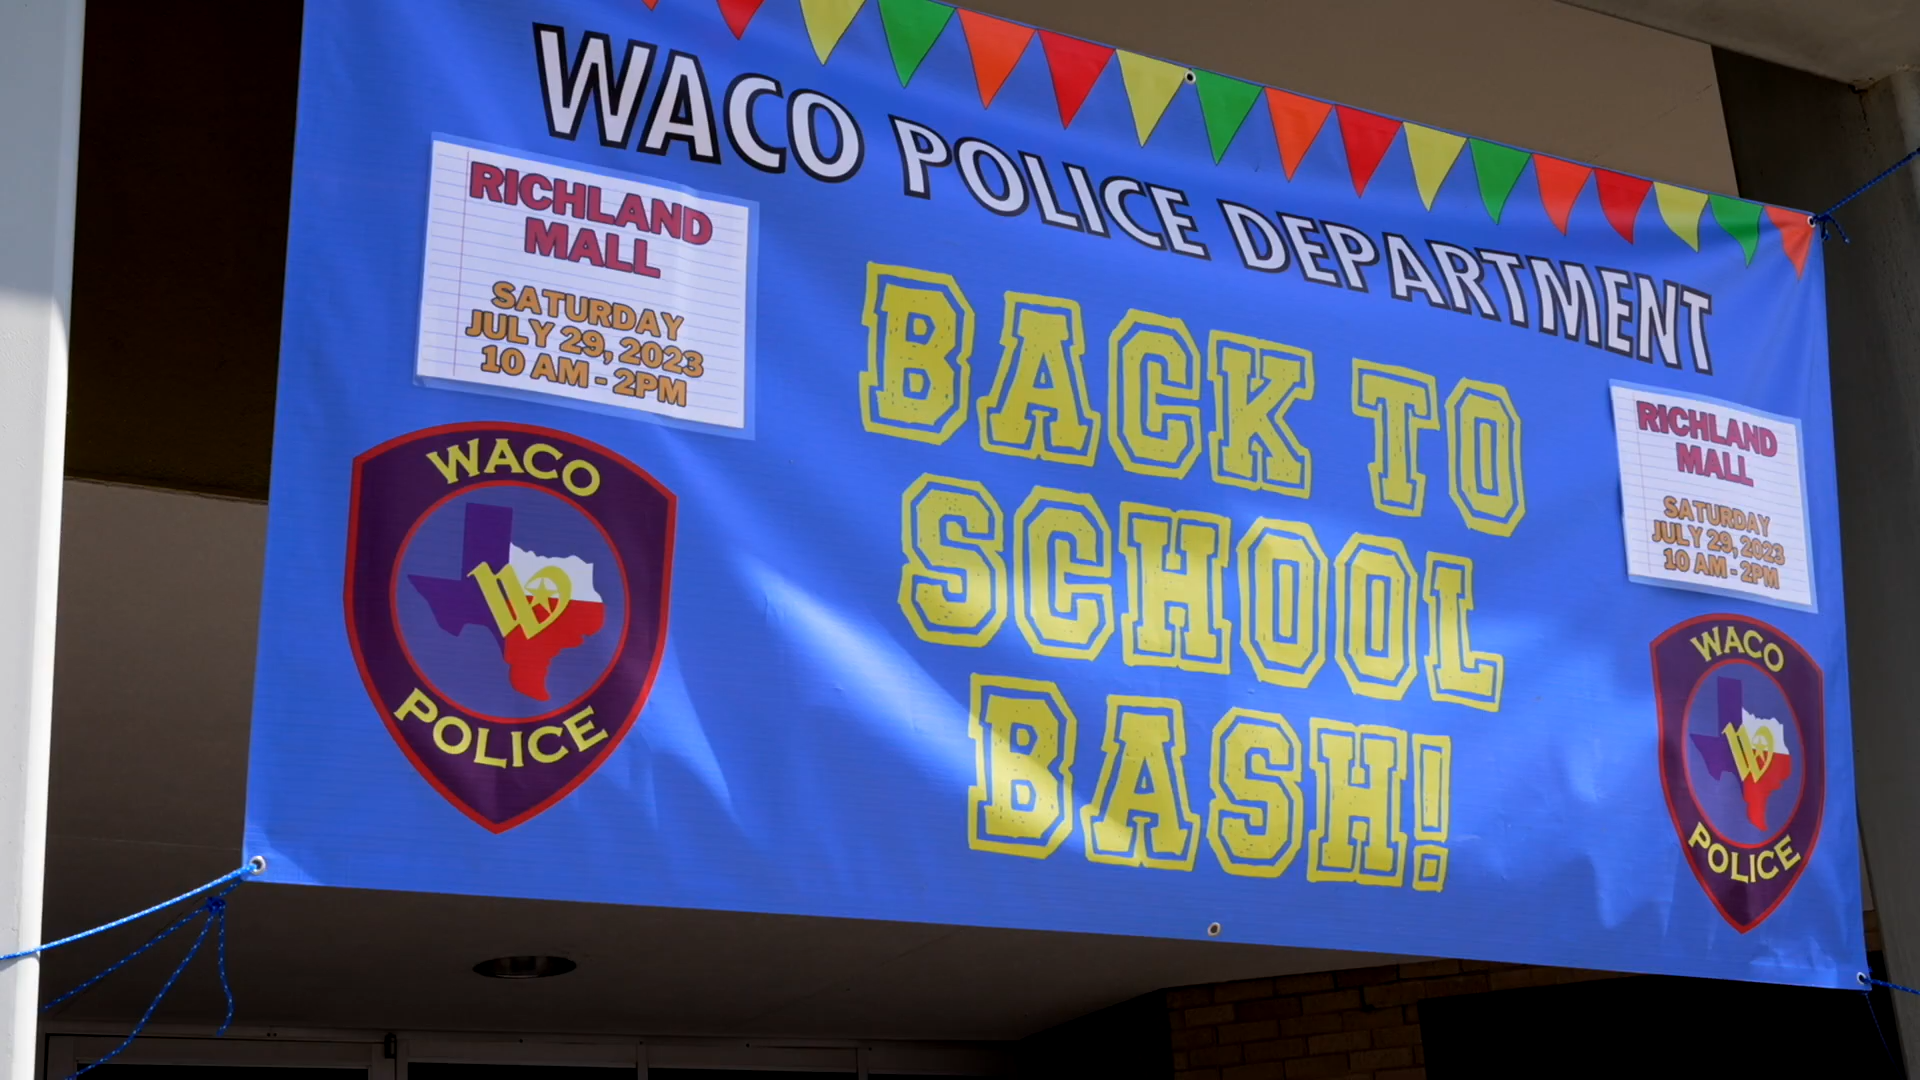 WACO POLICE DEPARTMENT
RICHLAND
MALL
SATURDAY
JULY 29, 2023
10 AM - 2PM
BACK TO
SCHOOL
BASH!
RICHLAND
MALL
SATURDAY
JULY 29, 2023
10 AM - 2PM
WACO
W
POLICE
WACO
W
POLICE